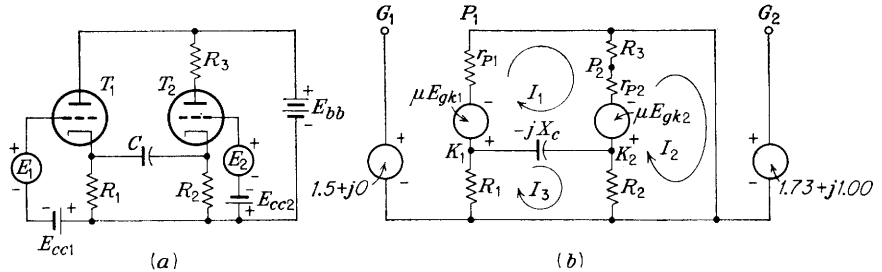 G1 P1 G2
R3 rP1 R3
T1 T2 I1 P2 rP2
Ebb μEgk1 μEgk2
C -jXc
E1 E2 K1 K2 I2
R1 R2 Ecc2 1.5+j0 R1 I3 R2 1.73+j1.00
Ecc1
(a) (b)